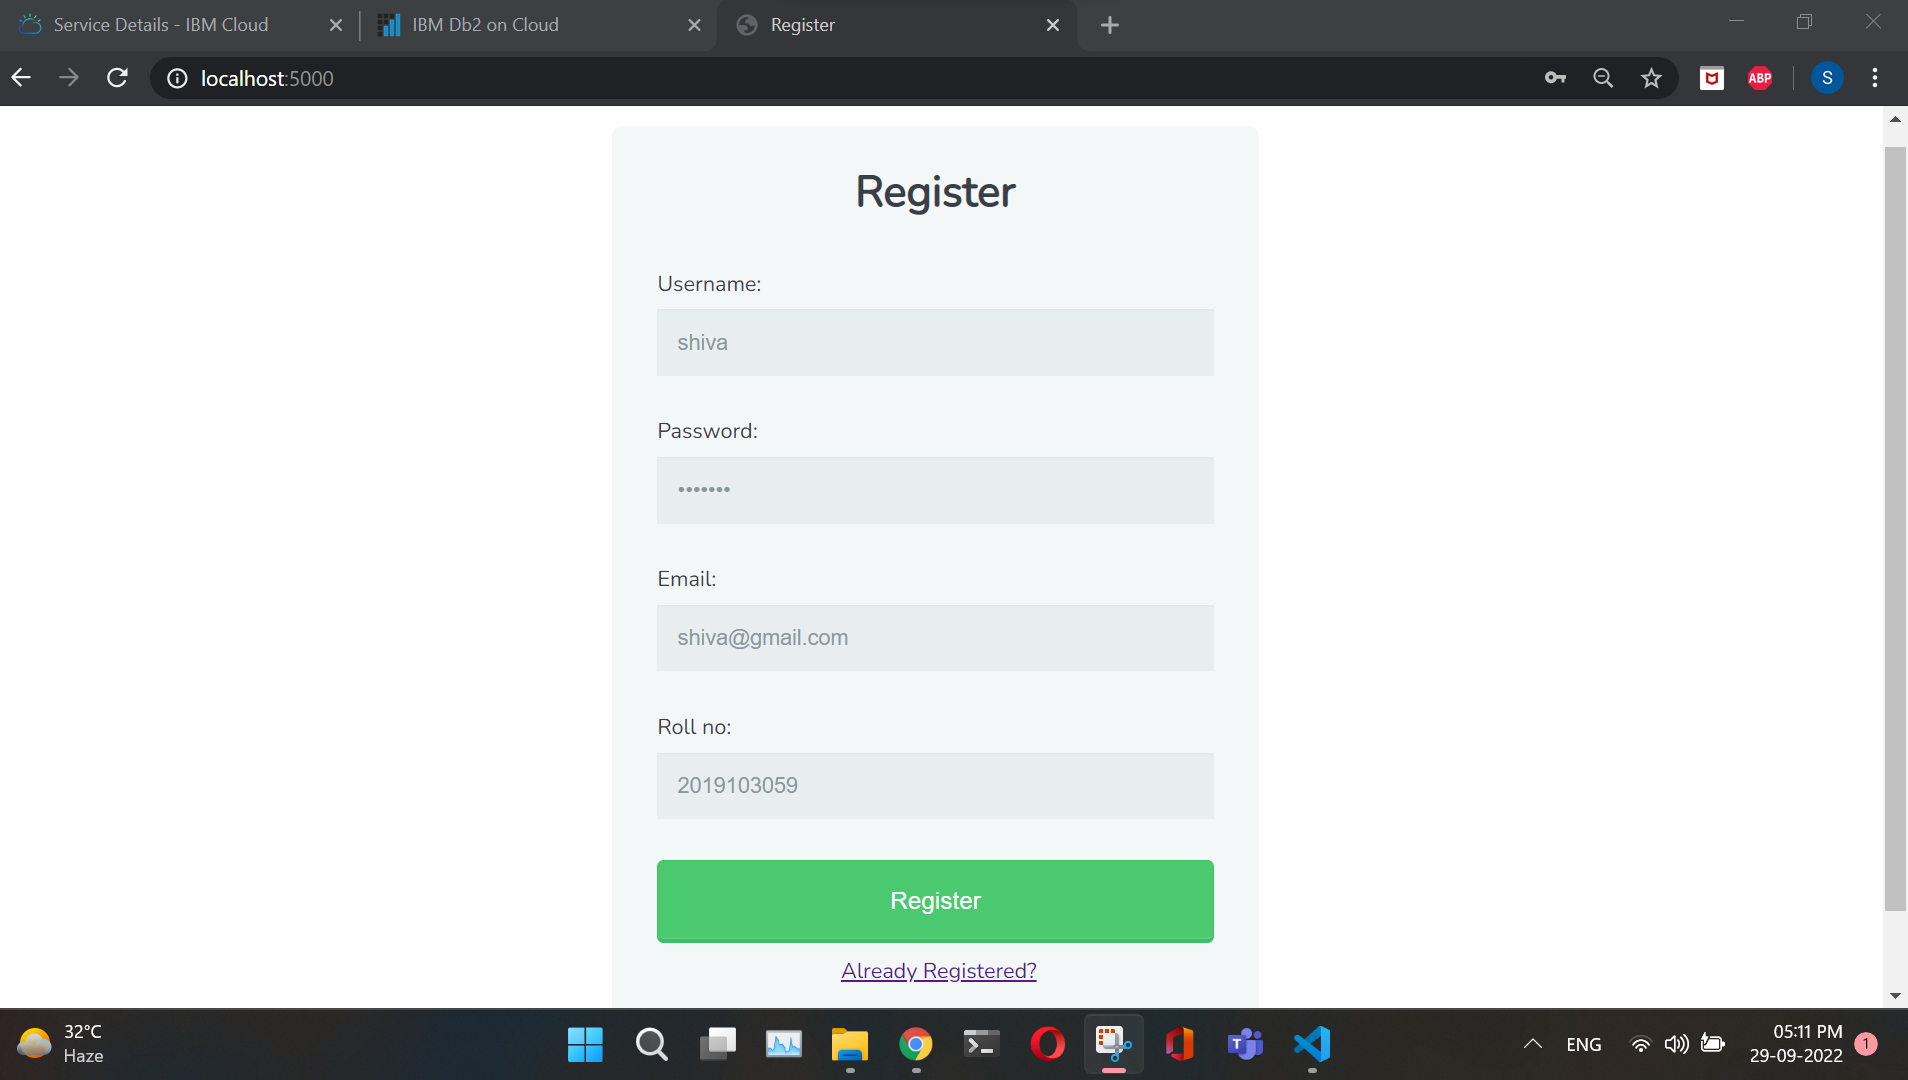 Service Details - IBM Cloud
IBM Db2 on Cloud
Register
localhost:5000
ABP
S
Register
Username:
shiva
Password:
•••••••
Email:
shiva@gmail.com
Roll no:
2019103059
Register
Already Registered?
32°C
Haze
ENG
05:11 PM
29-09-2022
1